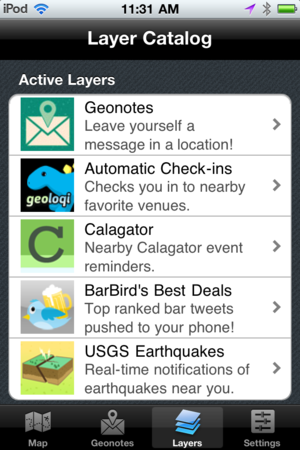 iPod 11:31 AM
Layer Catalog
Active Layers
Geonotes
Leave yourself a
message in a location!
geoloqi
Automatic Check-ins
Checks you in to nearby
favorite venues.
C
Calagator
Nearby Calagator event
reminders.
BarBird's Best Deals
Top ranked bar tweets
pushed to your phone!
USGS Earthquakes
Real-time notifications of
earthquakes near you.
Map Geonotes Layers Settings